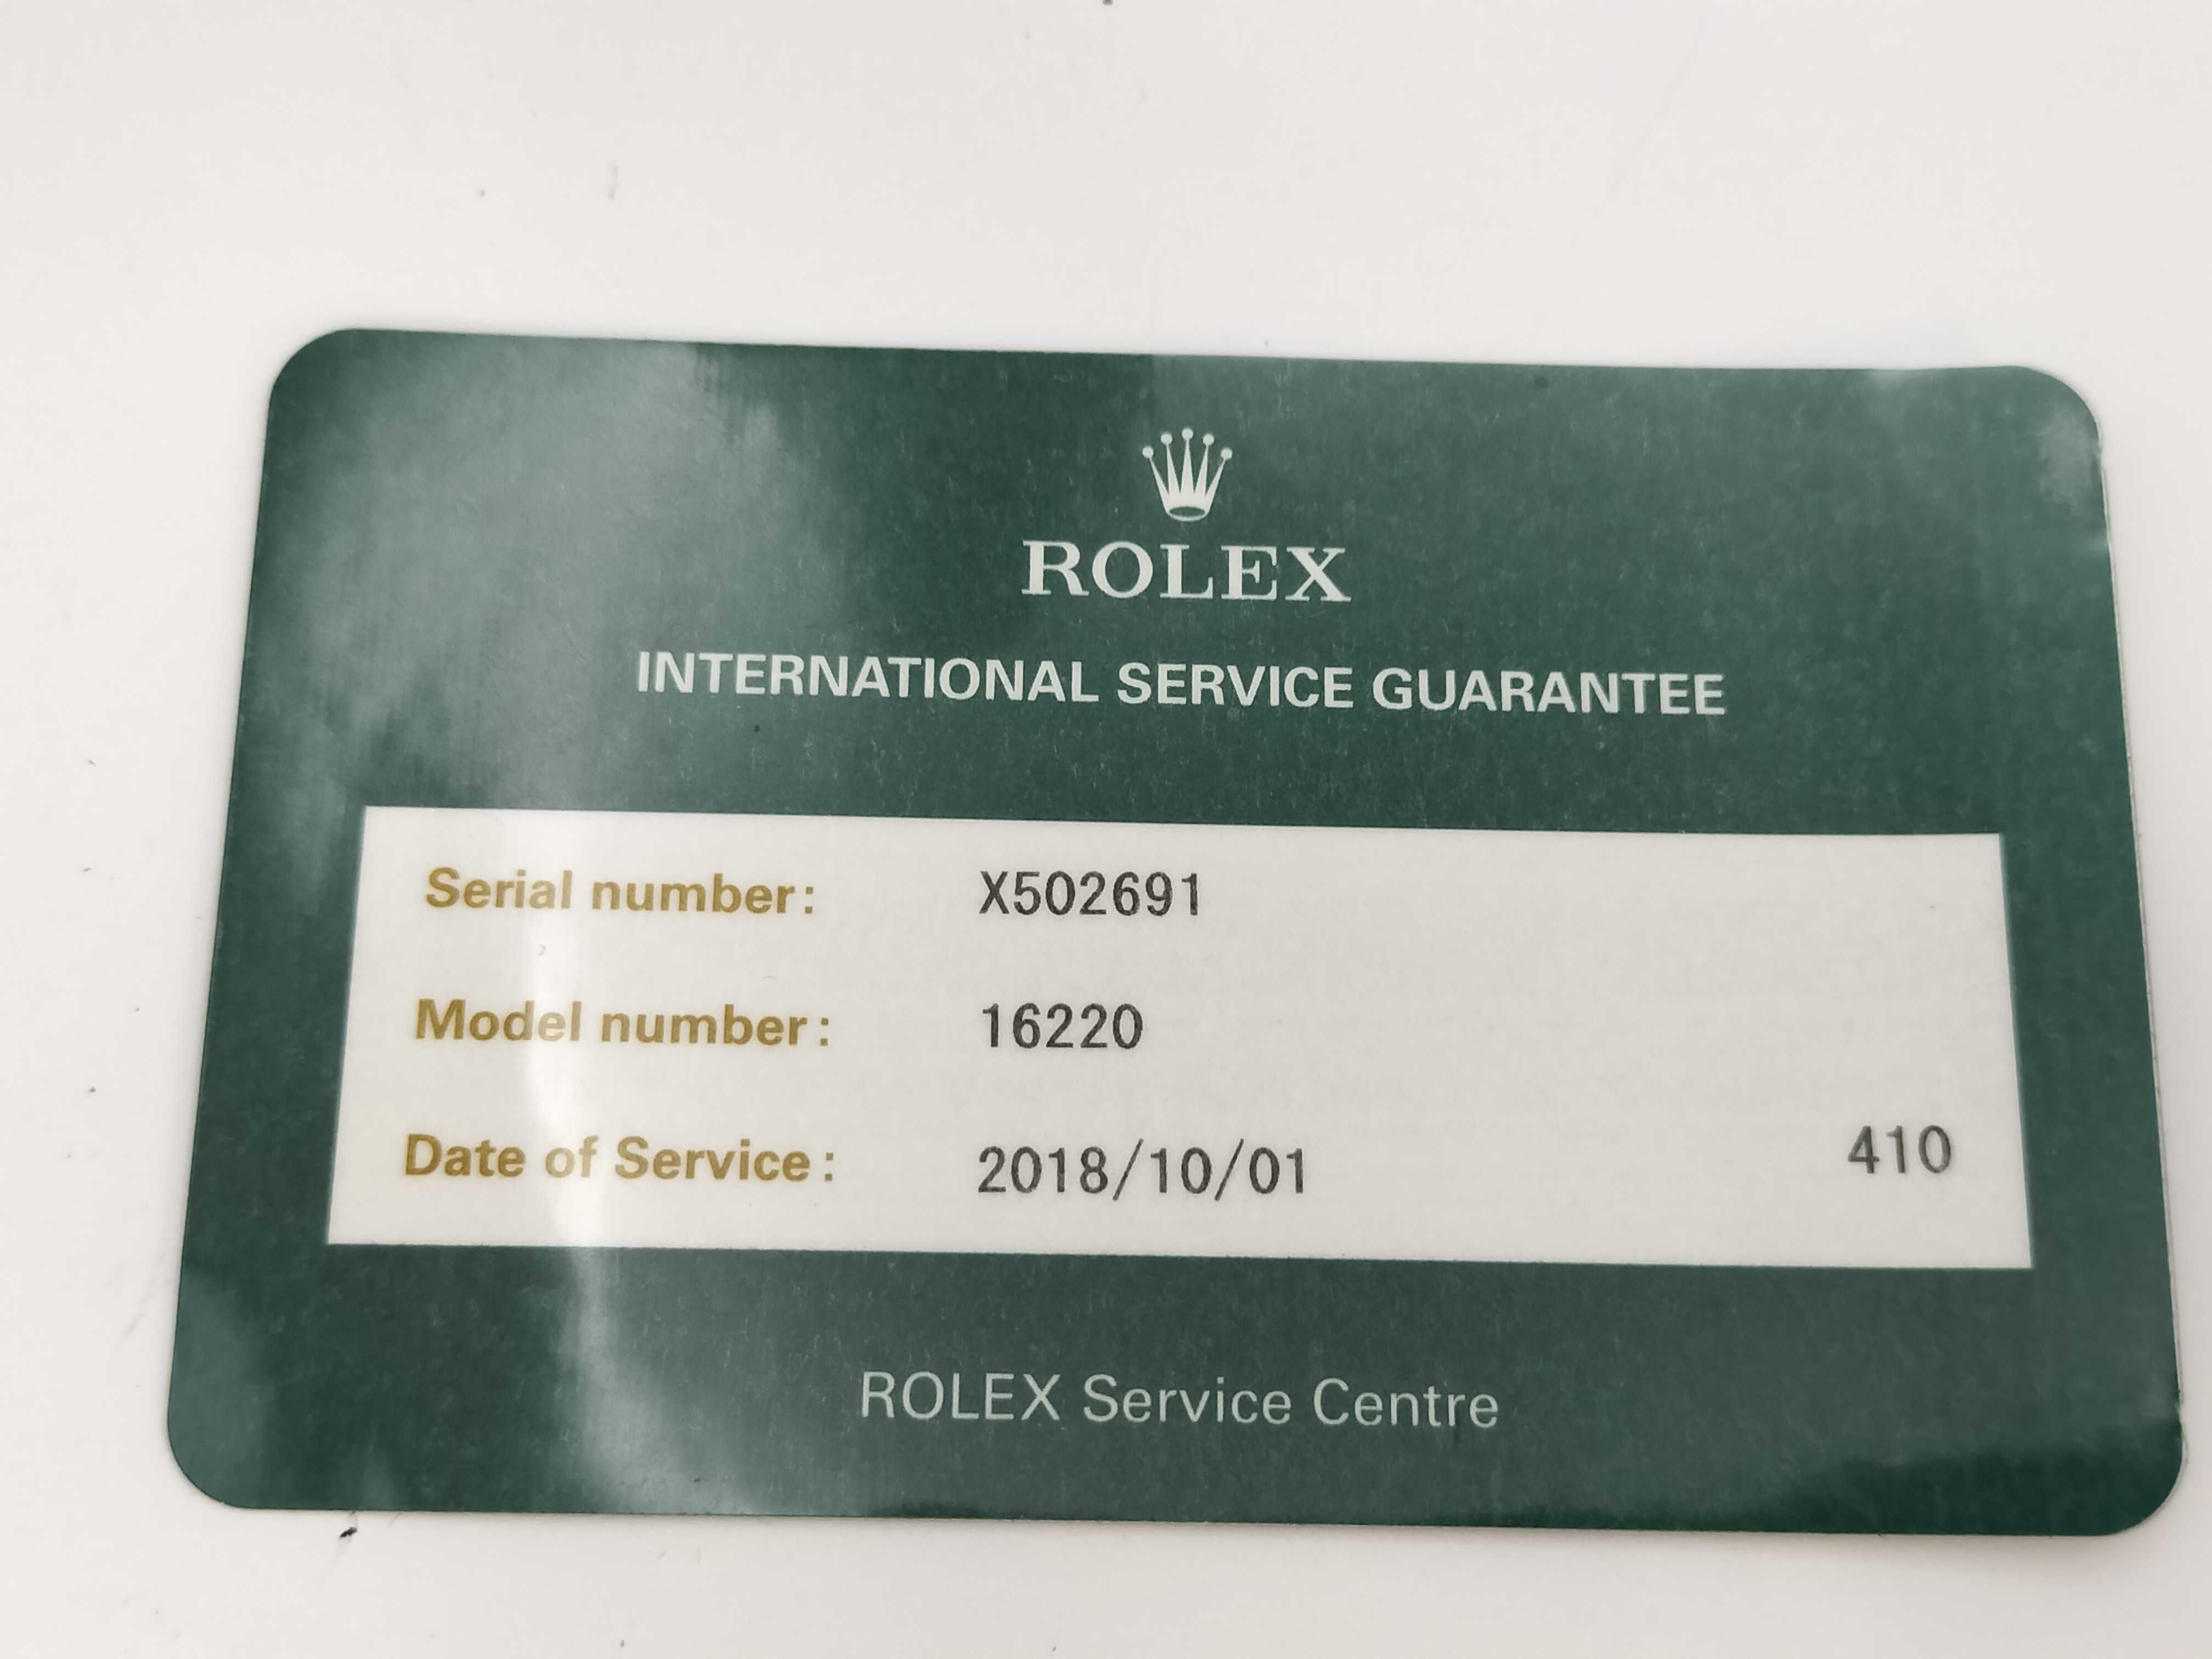 ROLEX
INTERNATIONAL SERVICE GUARANTEE
Serial number: X502691
Model number: 16220
Date of Service: 2018/10/01 410
ROLEX Service Centre